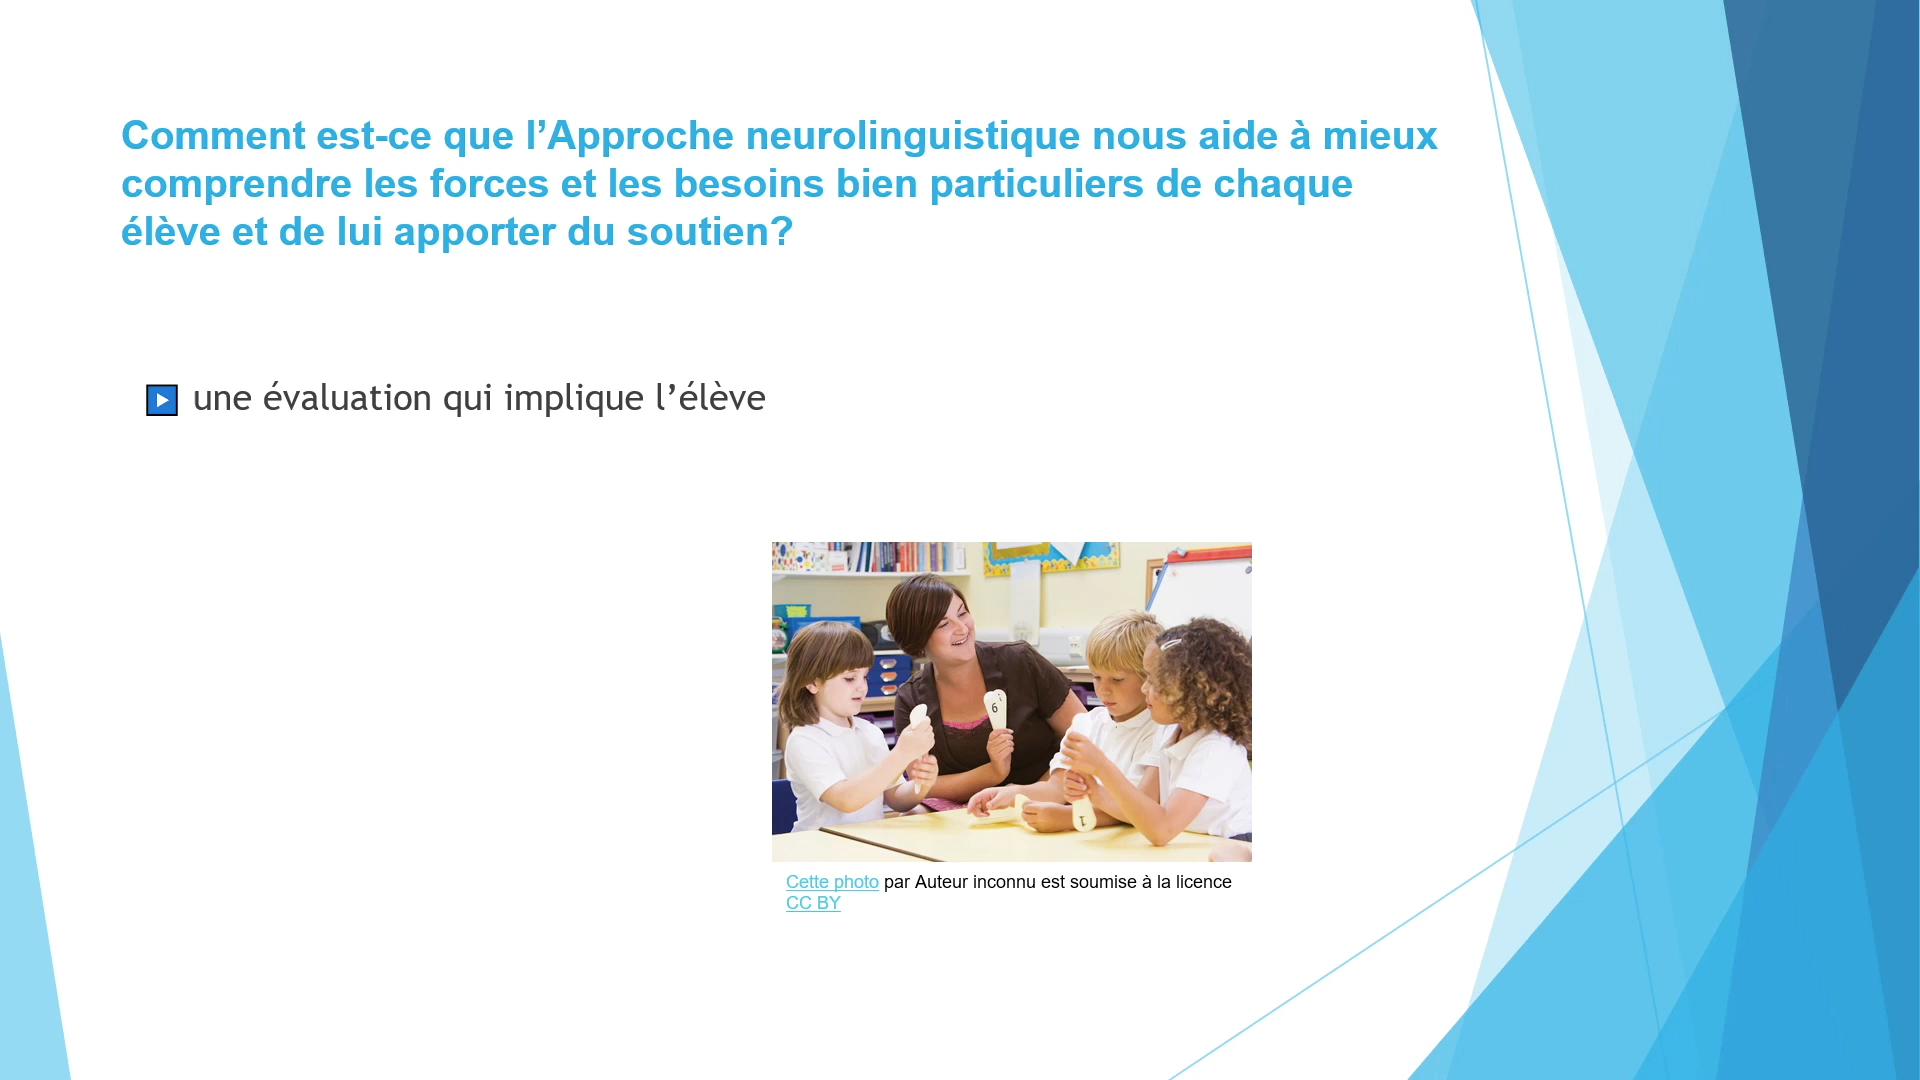 Comment est-ce que l’Approche neurolinguistique nous aide à mieux
comprendre les forces et les besoins bien particuliers de chaque
élève et de lui apporter du soutien?
une évaluation qui implique l’élève
6
1
Cette photo par Auteur inconnu est soumise à la licence
CC BY